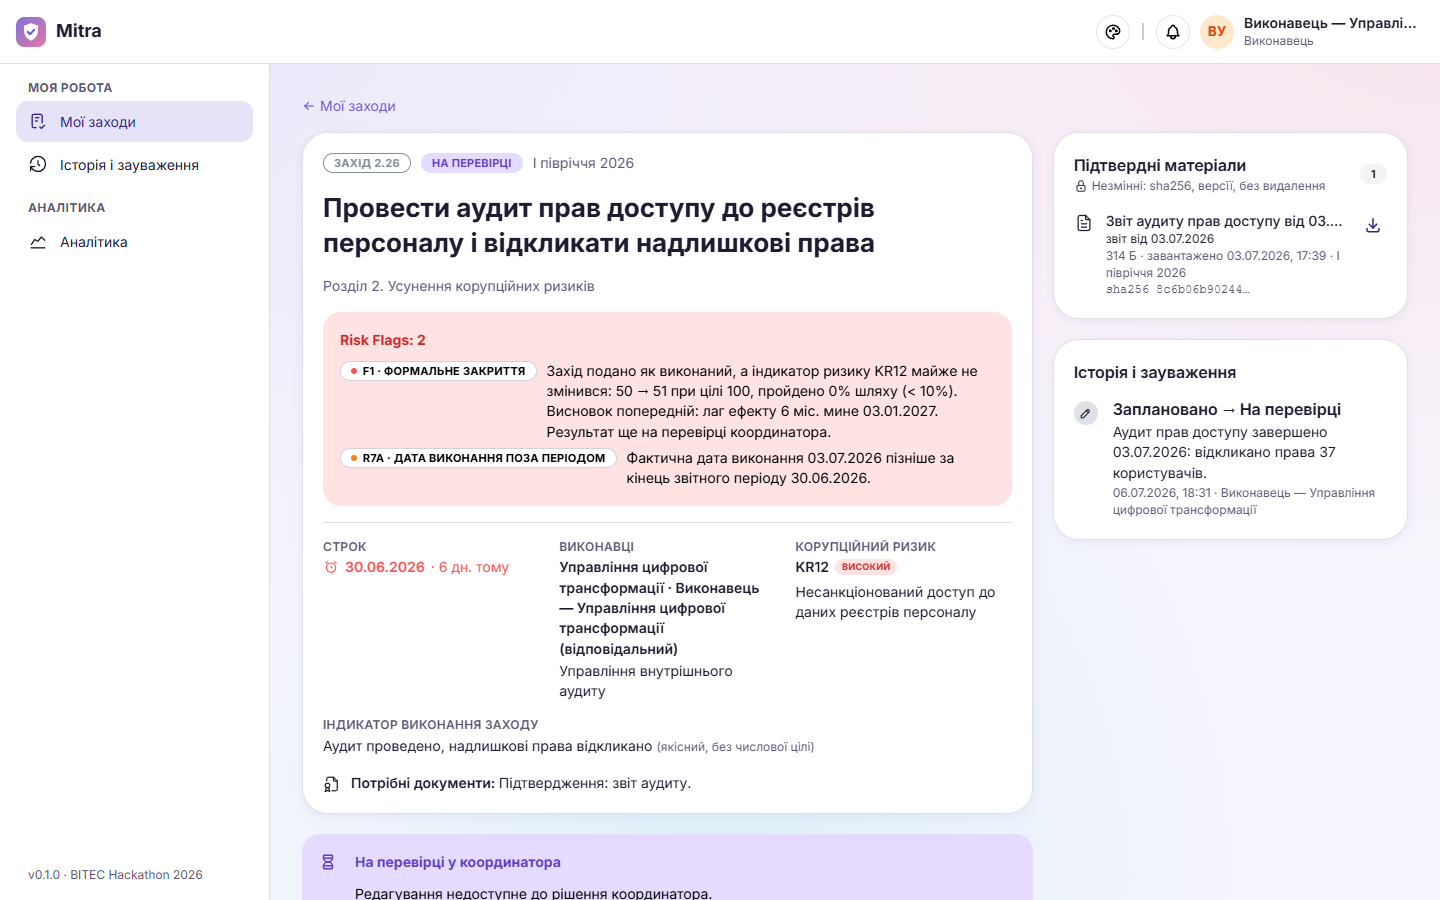 Mitra
ВУ
Виконавець — Управлі...
Виконавець
МОЯ РОБОТА
Мої заходи
Історія і зауваження
АНАЛІТИКА
Аналітика
v0.1.0 · BITEC Hackathon 2026
← Мої заходи
ЗАХІД 2.26
НА ПЕРЕВІРЦІ
I півріччя 2026
Провести аудит прав доступу до реєстрів
персоналу і відкликати надлишкові права
Розділ 2. Усунення корупційних ризиків
Risk Flags: 2
F1 · ФОРМАЛЬНЕ ЗАКРИТТЯ
Захід подано як виконаний, а індикатор ризику KR12 майже не
змінився: 50 → 51 при цілі 100, пройдено 0% шляху (< 10%).
Висновок попередній: лаг ефекту 6 міс. мине 03.01.2027.
Результат ще на перевірці координатора.
R7A · ДАТА ВИКОНАННЯ ПОЗА ПЕРІОДОМ
Фактична дата виконання 03.07.2026 пізніше за
кінець звітного періоду 30.06.2026.
СТРОК
30.06.2026 · 6 дн. тому
ВИКОНАВЦІ
Управління цифрової
трансформації · Виконавець
— Управління цифрової
трансформації
(відповідальний)
Управління внутрішнього
аудиту
КОРУПЦІЙНИЙ РИЗИК
KR12 ВИСОКИЙ
Несанкціонований доступ до
даних реєстрів персоналу
ІНДИКАТОР ВИКОНАННЯ ЗАХОДУ
Аудит проведено, надлишкові права відкликано (якісний, без числової цілі)
Потрібні документи: Підтвердження: звіт аудиту.
На перевірці у координатора
Редагування недоступне до рішення координатора.
Підтвердні матеріали
1
Незмінні: sha256, версії, без видалення
Звіт аудиту прав доступу від 03....
звіт від 03.07.2026
314 Б · завантажено 03.07.2026, 17:39 · I
півріччя 2026
sha256 8c6b06b90244…
Історія і зауваження
Заплановано → На перевірці
Аудит прав доступу завершено
03.07.2026: відкликано права 37
користувачів.
06.07.2026, 18:31 · Виконавець — Управління
цифрової трансформації